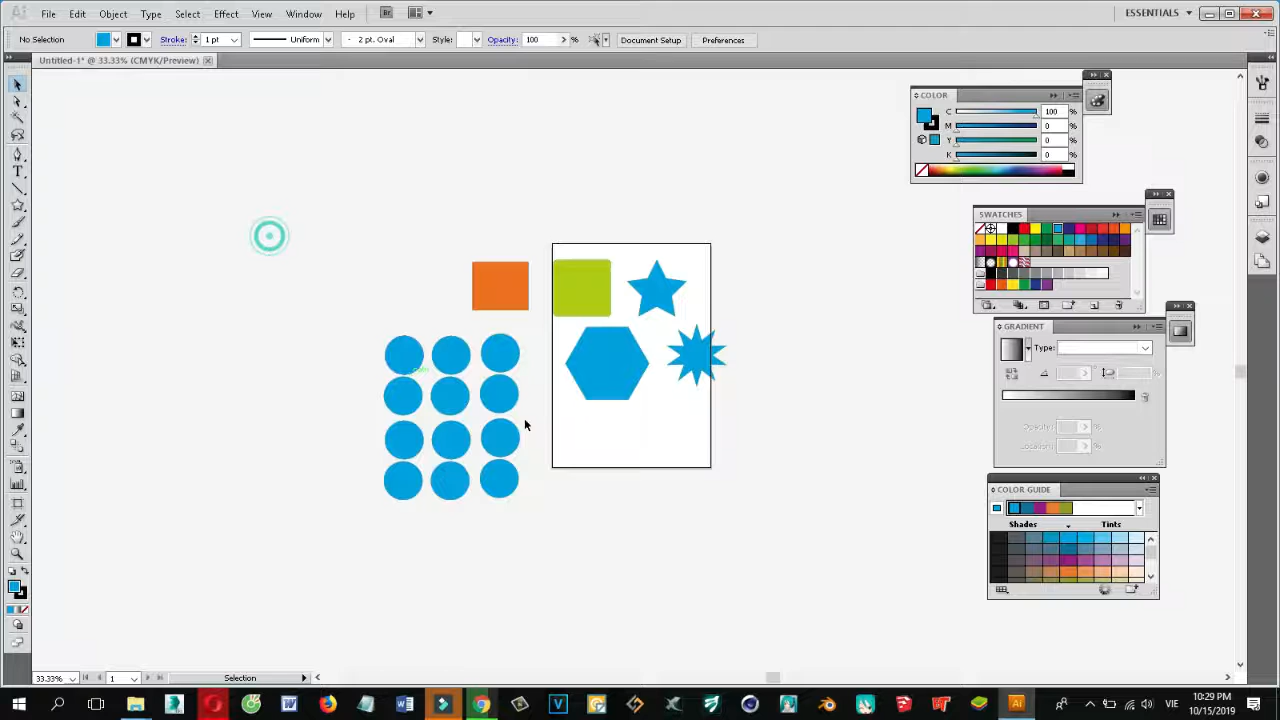 Ai File Edit Object Type Select Effect View Window Help Br ESSENTIALS
No Selection Stroke: 1 pt Uniform 2 pt. Oval Style: Opacity: 100 % Document Setup Preferences
Untitled-1* @ 33.33% (CMYK/Preview)
COLOR
C 100 %
M 0 %
Y 0 %
K 0 %
SWATCHES
GRADIENT
Type:
%
Opacity: %
Location: %
COLOR GUIDE
Shades Tints
33.33% 1 Selection
10:29 PM
VIE
10/15/2019